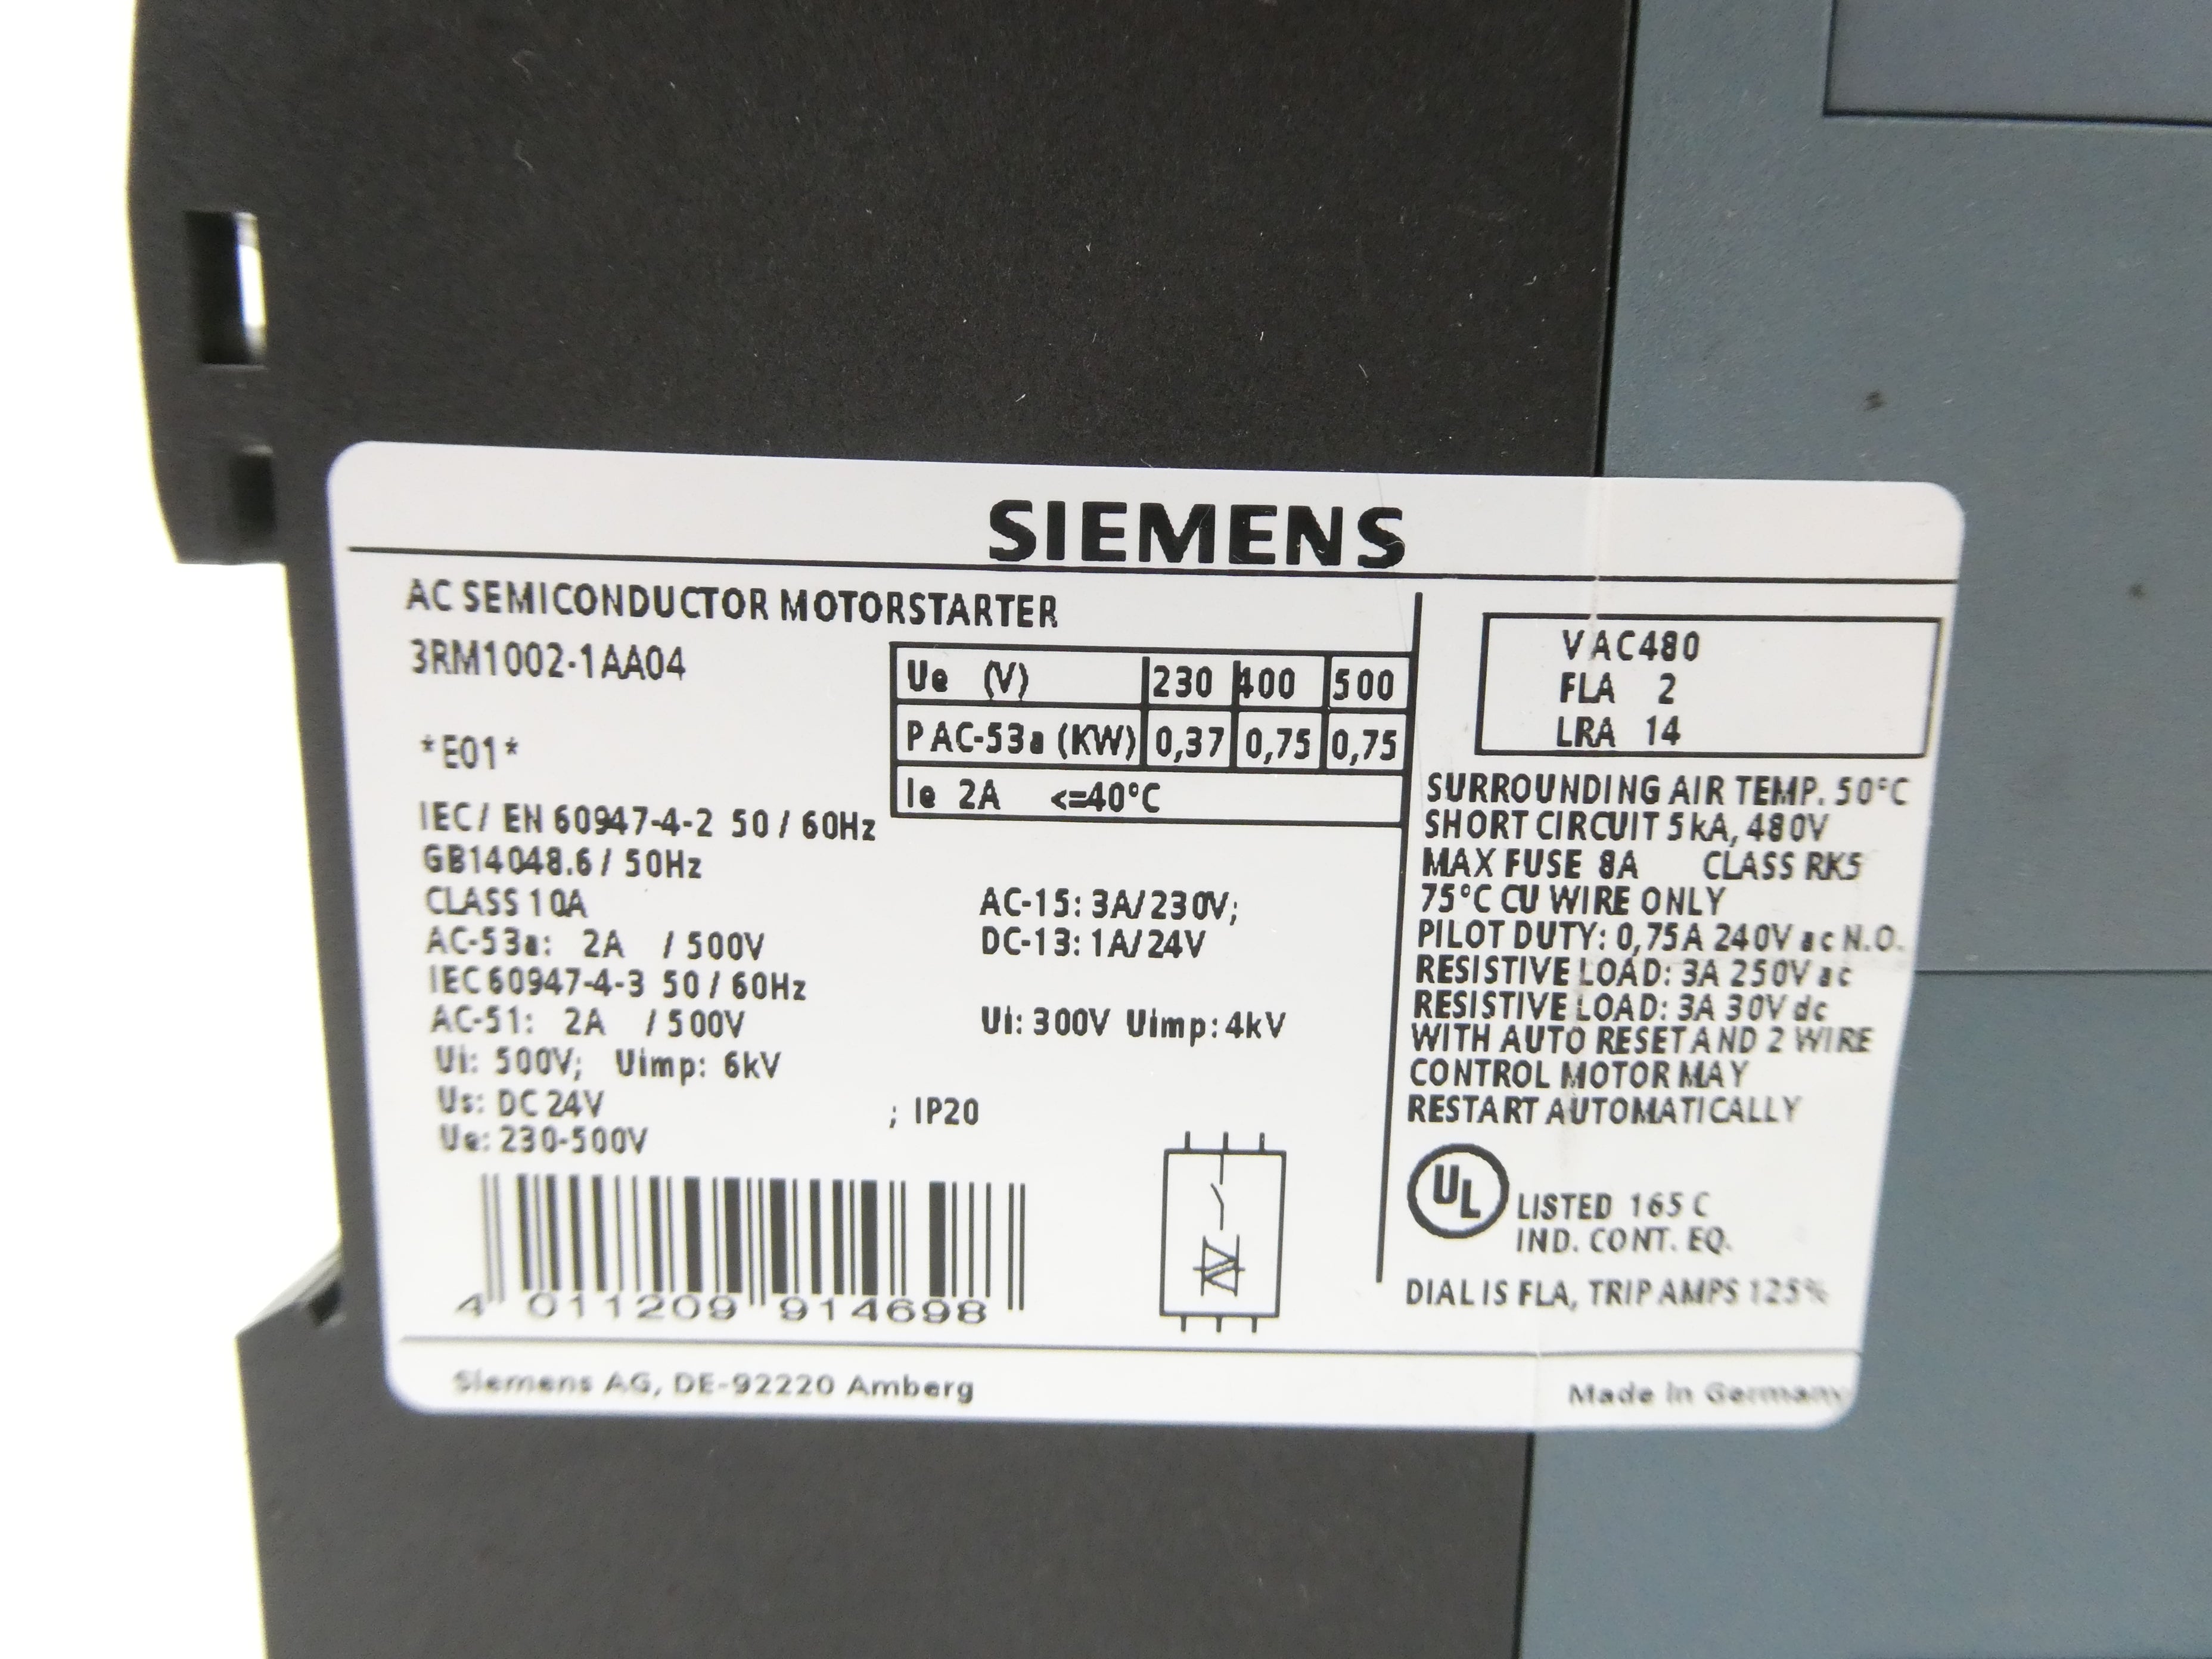 SIEMENS
AC SEMICONDUCTOR MOTORSTARTER
3RM1002-1AA04
*E01*
Ue (V) 230 400 500
P AC-53a (KW) 0,37 0,75 0,75
Ie 2A <=40°C
IEC/ EN 60947-4-2 50 / 60Hz
GB14048.6 / 50Hz
CLASS 10A
AC-53a: 2A / 500V
IEC 60947-4-3 50 / 60Hz
AC-51: 2A / 500V
Ui: 500V; Uimp: 6kV
Us: DC 24V ; IP20
Ue: 230-500V
AC-15: 3A/230V;
DC-13: 1A/24V
Ui: 300V Uimp: 4kV
4 011209 914698
V AC480
FLA 2
LRA 14
SURROUNDING AIR TEMP. 50°C
SHORT CIRCUIT 5 kA, 480V
MAX FUSE 8A CLASS RK5
75°C CU WIRE ONLY
PILOT DUTY: 0,75A 240V ac N.O.
RESISTIVE LOAD: 3A 250V ac
RESISTIVE LOAD: 3A 30V dc
WITH AUTO RESET AND 2 WIRE
CONTROL MOTOR MAY
RESTART AUTOMATICALLY
UL LISTED 165 C
IND. CONT. EQ.
DIAL IS FLA, TRIP AMPS 125%
Siemens AG, DE-92220 Amberg
Made in Germany